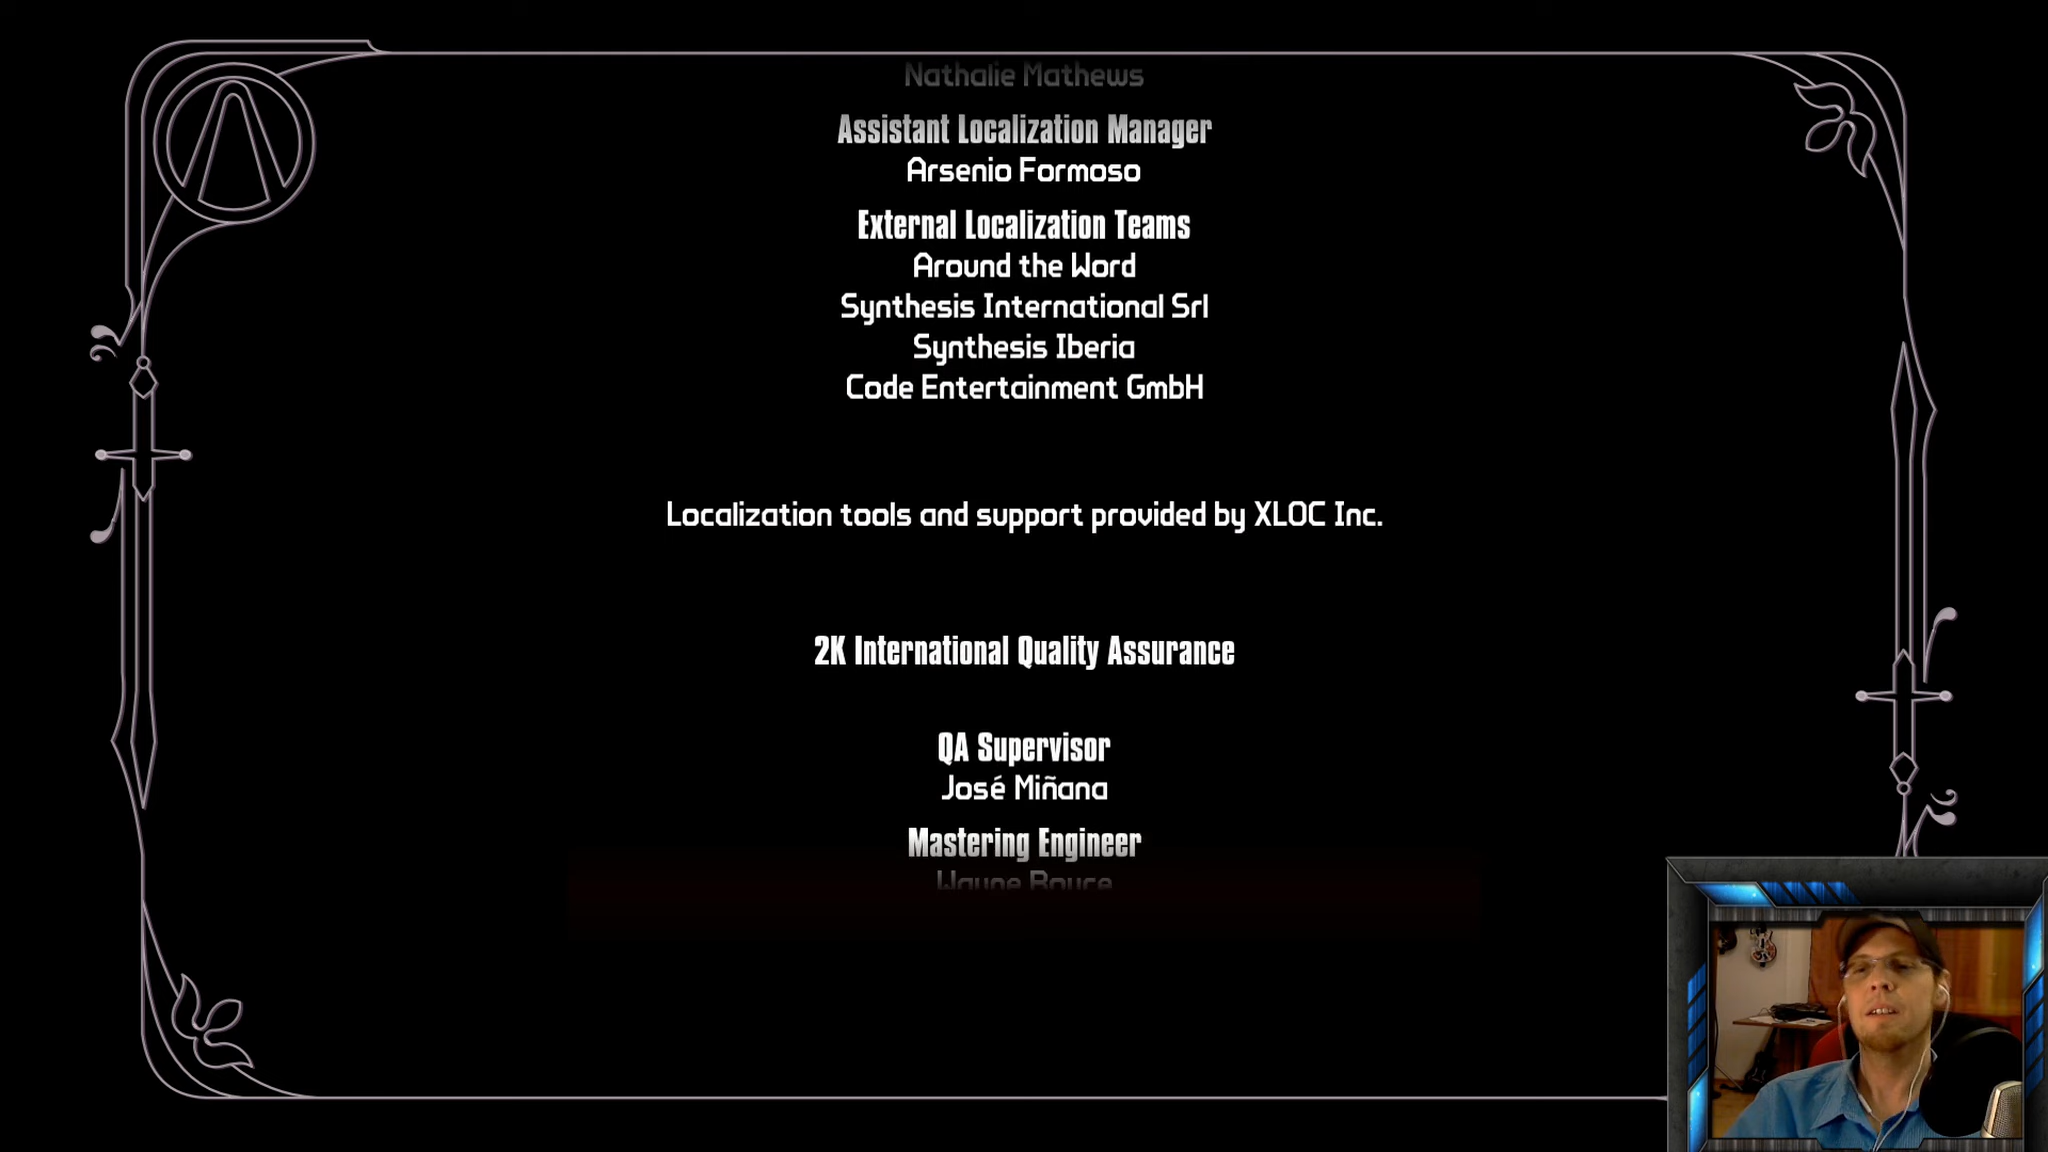 Nathalie Mathews
Assistant Localization Manager
Arsenio Formoso
External Localization Teams
Around the Word
Synthesis International Srl
Synthesis Iberia
Code Entertainment GmbH
Localization tools and support provided by XLOC Inc.
2K International Quality Assurance
QA Supervisor
José Miñana
Mastering Engineer
Wayne Boyce